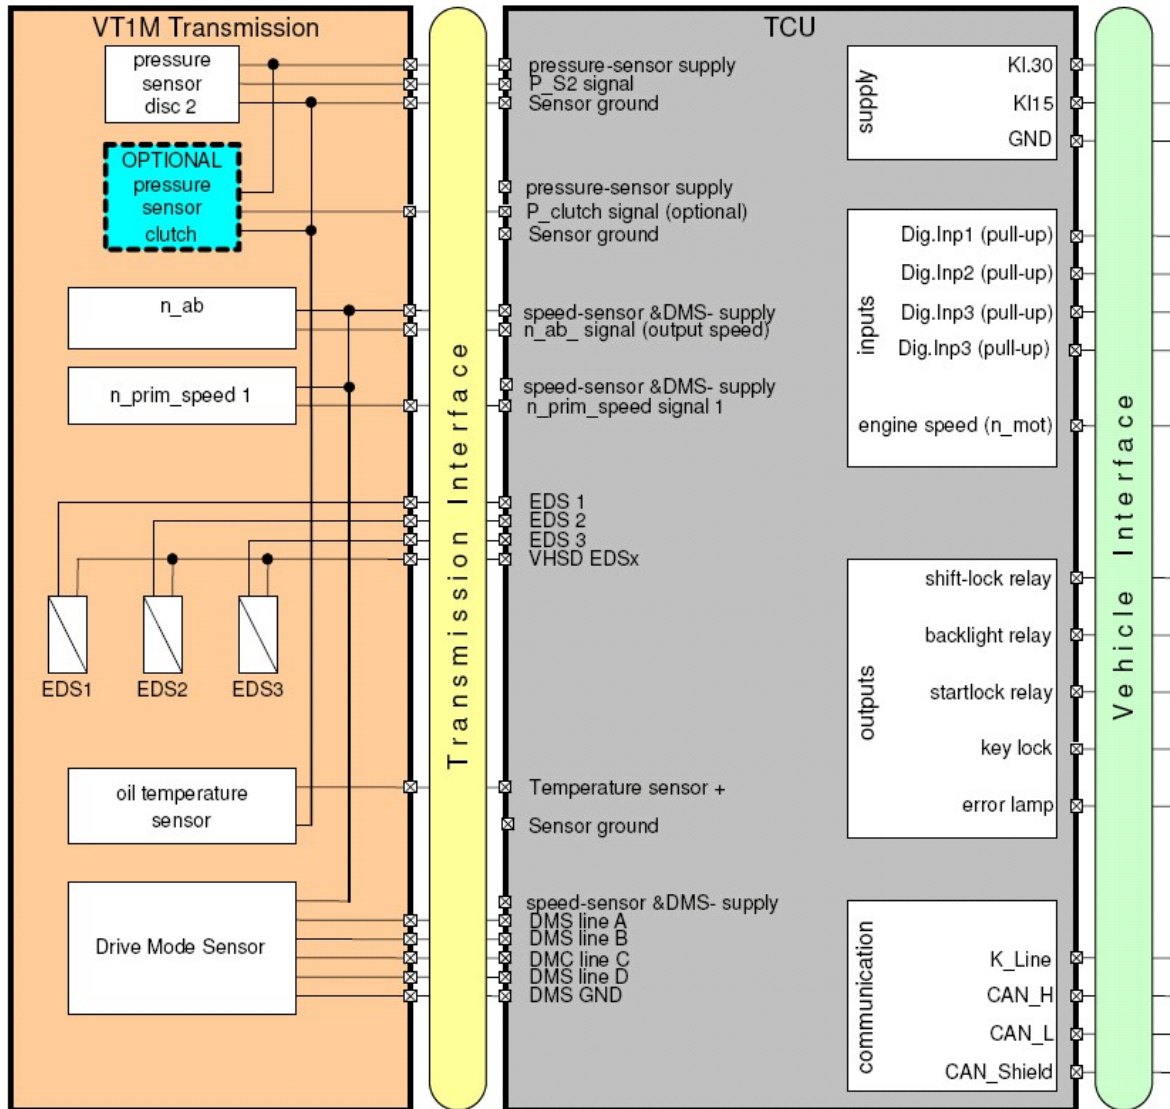 VT1M Transmission
pressure
sensor
disc 2
OPTIONAL
pressure
sensor
clutch
n_ab
n_prim_speed 1
EDS1
EDS2
EDS3
oil temperature
sensor
Drive Mode Sensor
Transmission Interface
TCU
pressure-sensor supply
P_S2 signal
Sensor ground
pressure-sensor supply
P_clutch signal (optional)
Sensor ground
speed-sensor &DMS- supply
n_ab_ signal (output speed)
speed-sensor &DMS- supply
n_prim_speed signal 1
EDS 1
EDS 2
EDS 3
VHSD EDSx
Temperature sensor +
Sensor ground
speed-sensor &DMS- supply
DMS line A
DMS line B
DMC line C
DMS line D
DMS GND
supply
Kl.30
Kl15
GND
inputs
Dig.Inp1 (pull-up)
Dig.Inp2 (pull-up)
Dig.Inp3 (pull-up)
Dig.Inp3 (pull-up)
engine speed (n_mot)
outputs
shift-lock relay
backlight relay
startlock relay
key lock
error lamp
communication
K_Line
CAN_H
CAN_L
CAN_Shield
Vehicle Interface